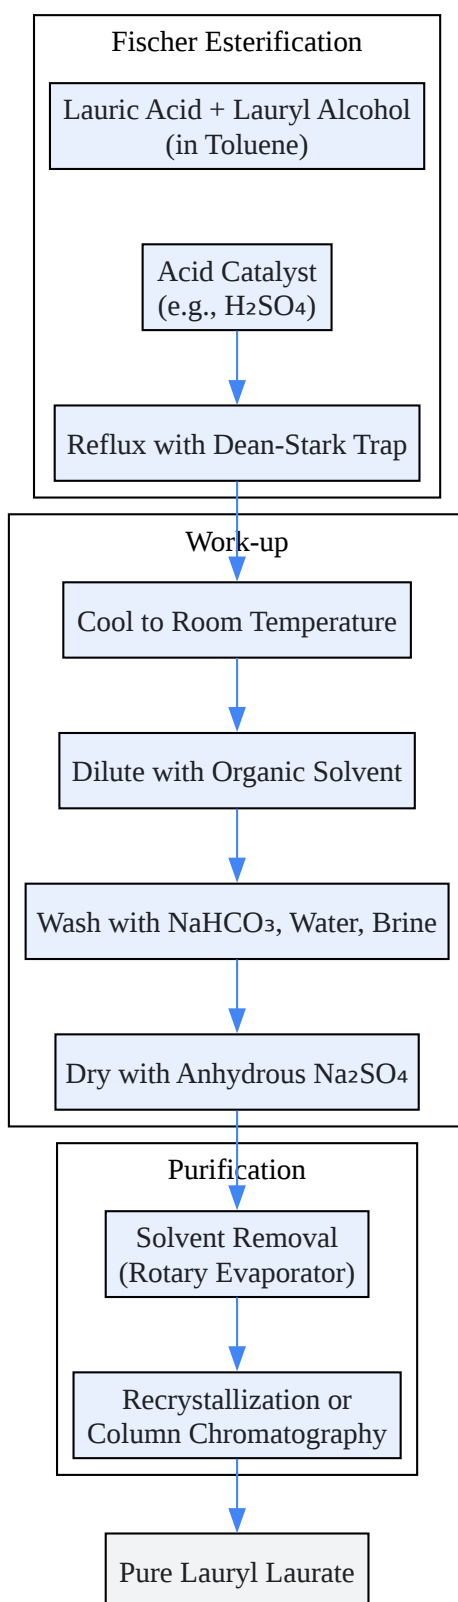 Fischer Esterification
Lauric Acid + Lauryl Alcohol
(in Toluene)
Acid Catalyst
(e.g., H₂SO₄)
Reflux with Dean-Stark Trap
Work-up
Cool to Room Temperature
Dilute with Organic Solvent
Wash with NaHCO₃, Water, Brine
Dry with Anhydrous Na₂SO₄
Purification
Solvent Removal
(Rotary Evaporator)
Recrystallization or
Column Chromatography
Pure Lauryl Laurate